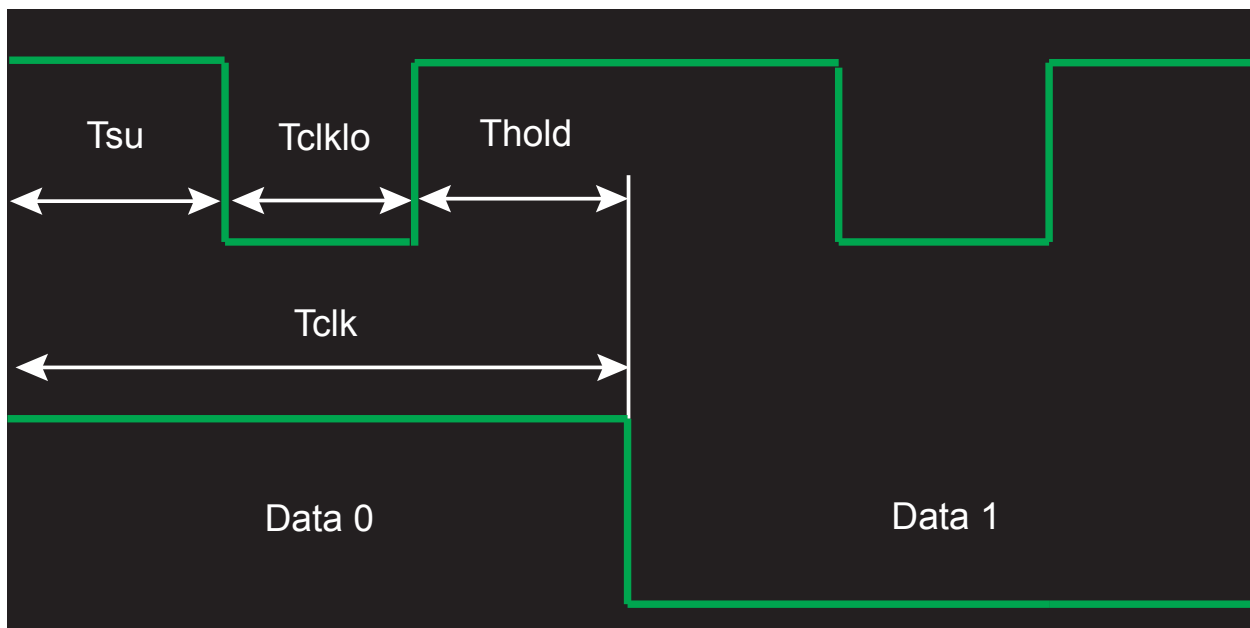 Tsu
Tclklo
Thold
Tclk
Data 0
Data 1